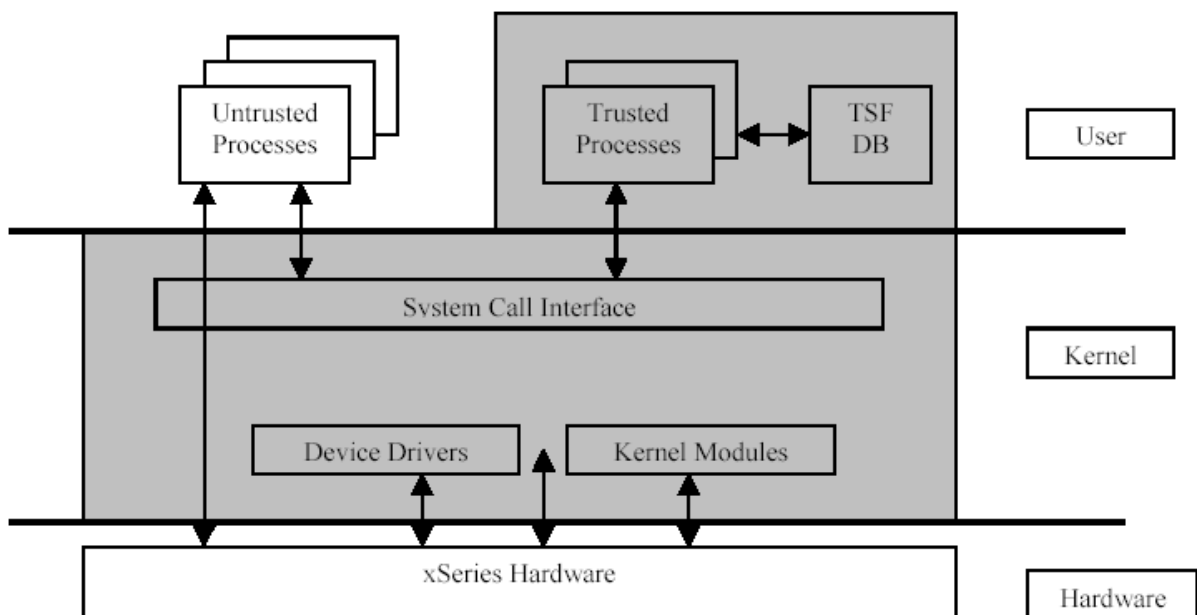 Untrusted
Processes
Trusted
Processes
TSF
DB
User
System Call Interface
Kernel
Device Drivers
Kernel Modules
xSeries Hardware
Hardware